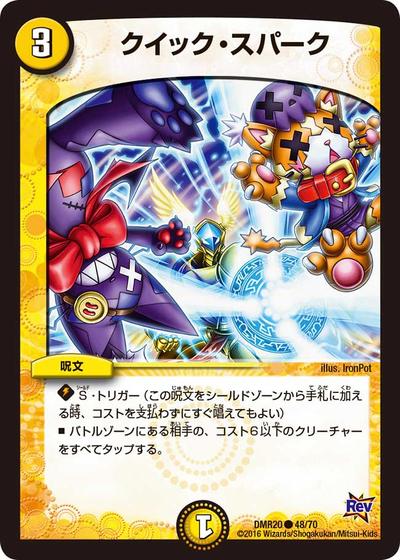 3
クイック・スパーク
illus. IronPot
呪文
S・トリガー（この呪文をシールドゾーンから手札に加
える時、コストを支払わずにすぐ唱えてもよい）
■ バトルゾーンにある相手の、コスト6以下のクリーチャー
をすべてタップする。
Rev
1
DMR20 ● 48/70
©2016 Wizards/Shogakukan/Mitsui-Kids